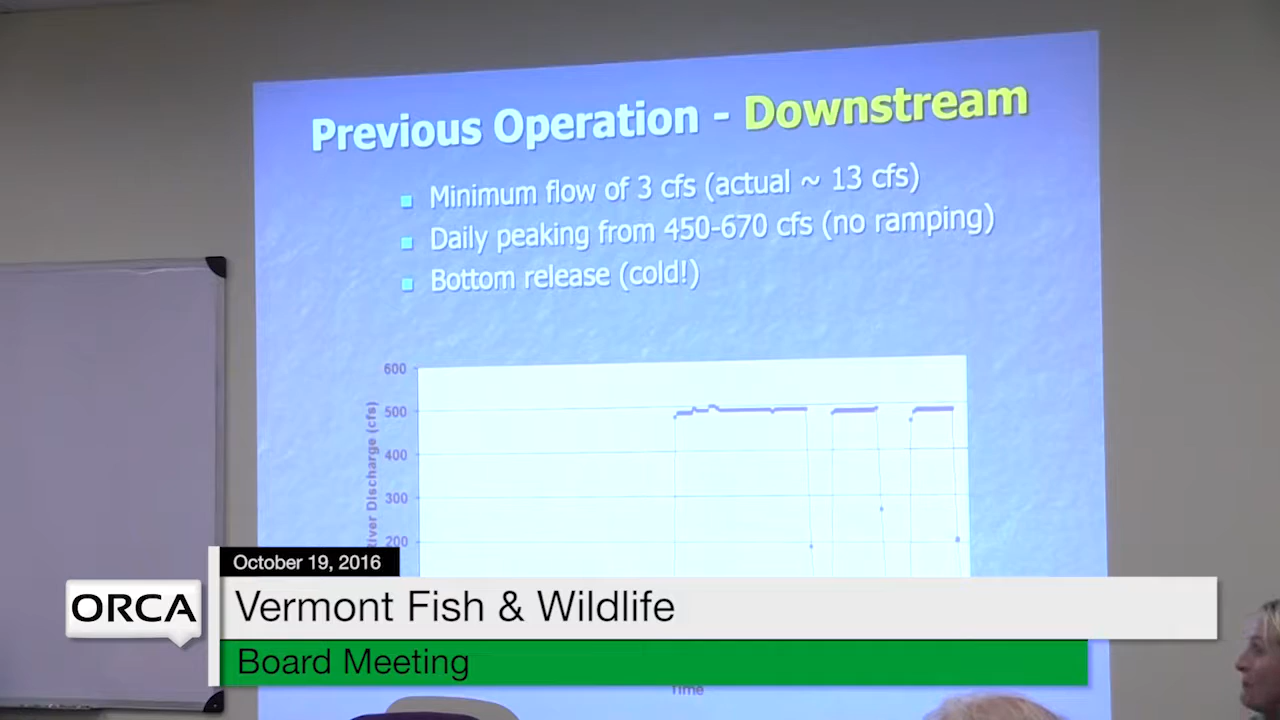 Previous Operation - Downstream
Minimum flow of 3 cfs (actual ~ 13 cfs)
Daily peaking from 450-670 cfs (no ramping)
Bottom release (cold!)
600
500
400
300
200
River Discharge (cfs)
October 19, 2016
ORCA
Vermont Fish & Wildlife
Board Meeting
Time